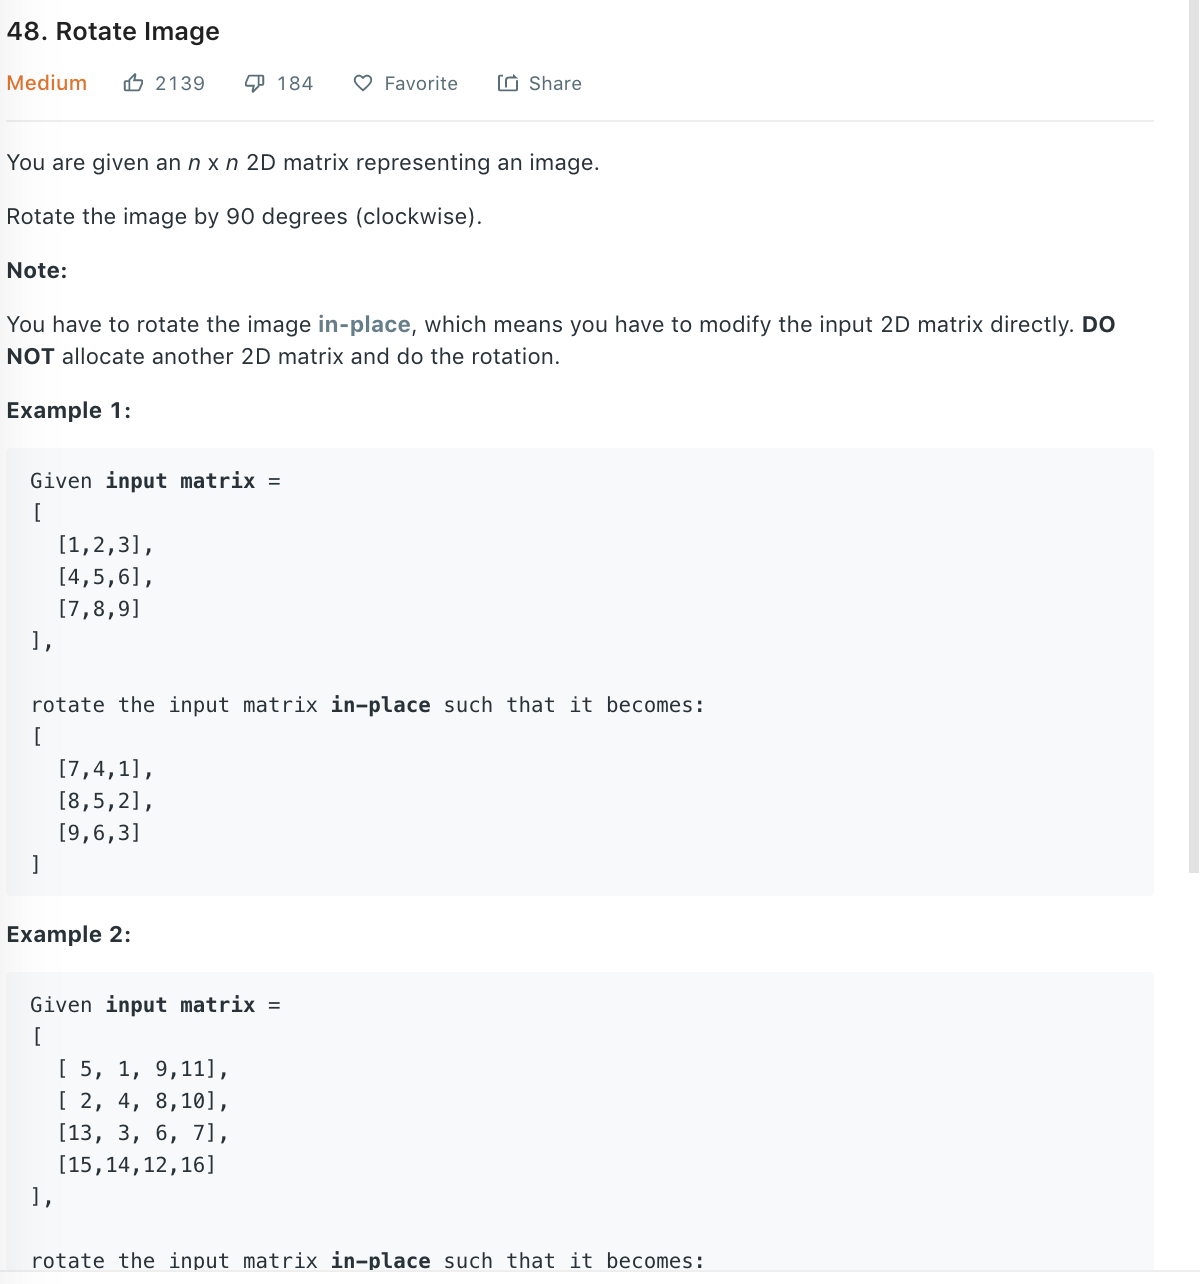 48. Rotate Image
Medium 2139 184 Favorite Share
You are given an n x n 2D matrix representing an image.
Rotate the image by 90 degrees (clockwise).
Note:
You have to rotate the image in-place, which means you have to modify the input 2D matrix directly. DO
NOT allocate another 2D matrix and do the rotation.
Example 1:
Given input matrix =
[
  [1,2,3],
  [4,5,6],
  [7,8,9]
],
rotate the input matrix in-place such that it becomes:
[
  [7,4,1],
  [8,5,2],
  [9,6,3]
]
Example 2:
Given input matrix =
[
  [ 5, 1, 9,11],
  [ 2, 4, 8,10],
  [13, 3, 6, 7],
  [15,14,12,16]
],
rotate the input matrix in-place such that it becomes: